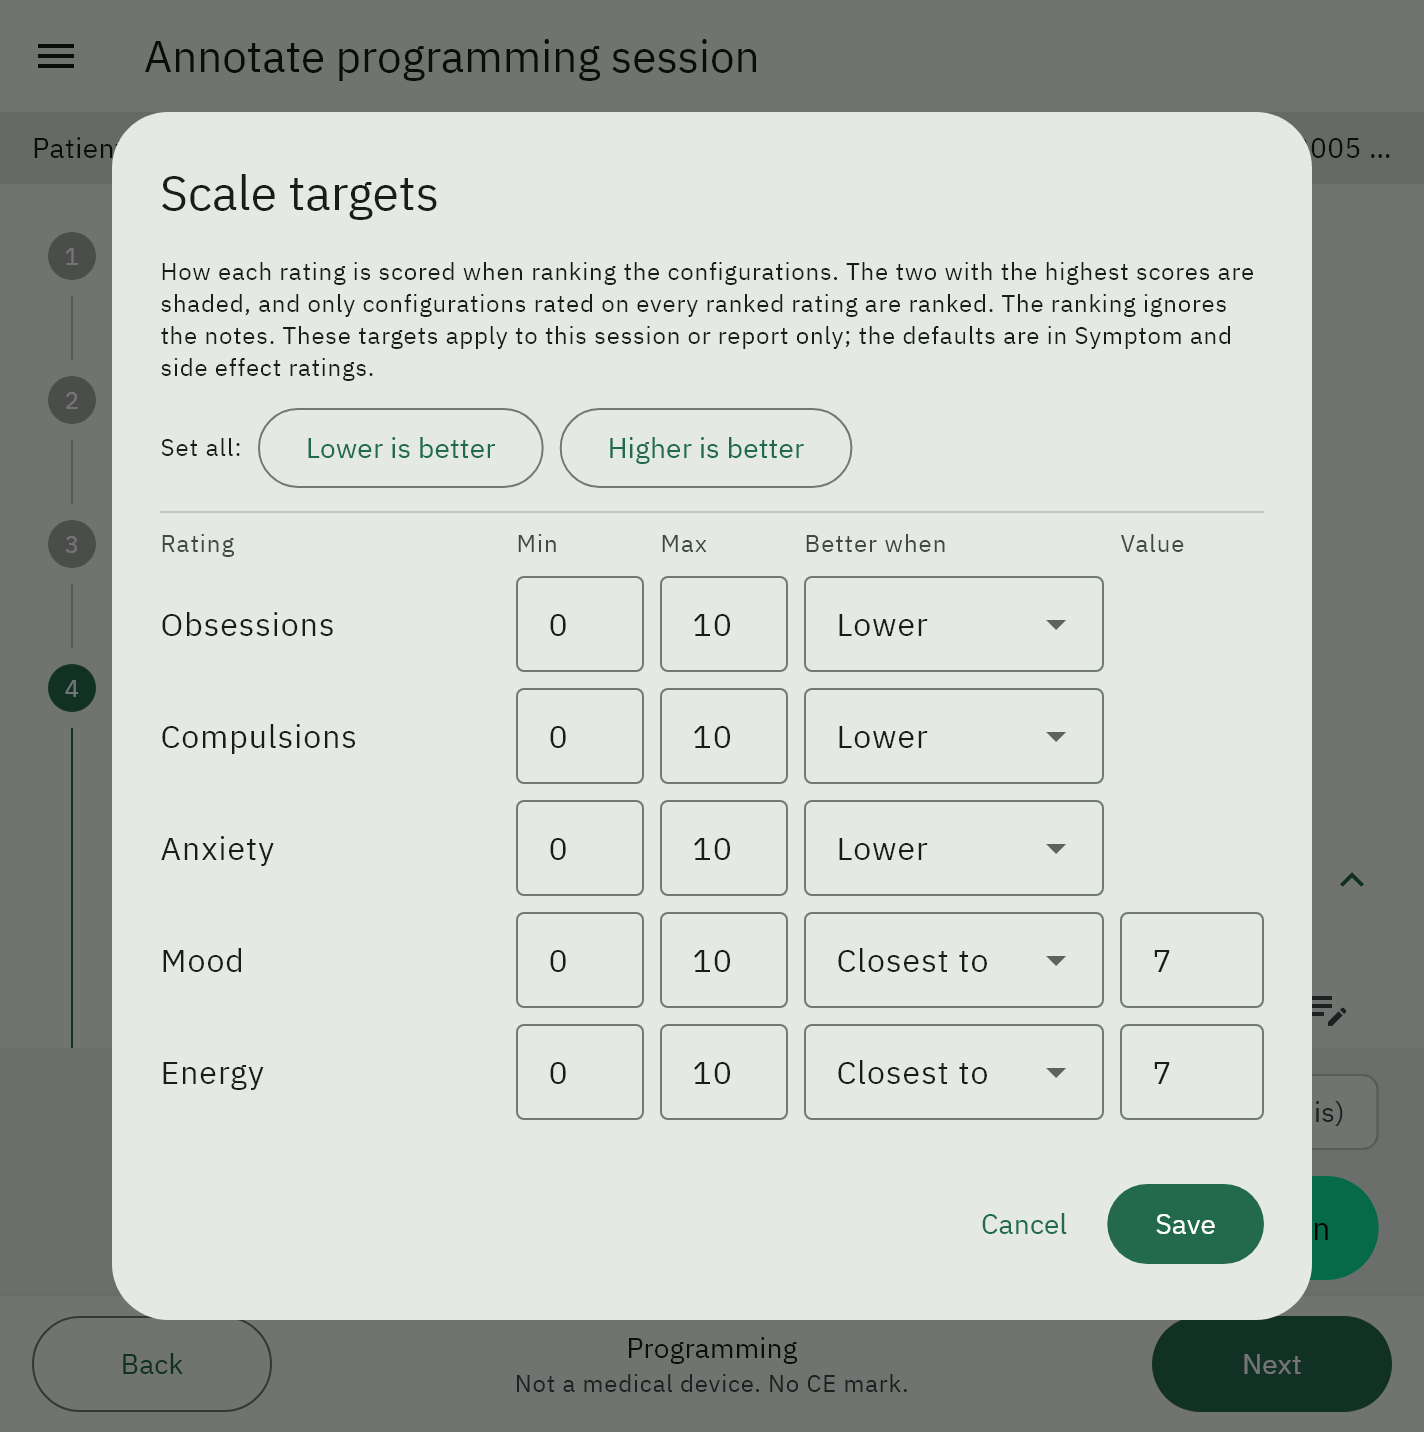 Annotate programming session
Patien
005 ...
Scale targets
How each rating is scored when ranking the configurations. The two with the highest scores are
shaded, and only configurations rated on every ranked rating are ranked. The ranking ignores
the notes. These targets apply to this session or report only; the defaults are in Symptom and
side effect ratings.
Set all: Lower is better Higher is better
Rating Min Max Better when Value
Obsessions 0 10 Lower
Compulsions 0 10 Lower
Anxiety 0 10 Lower
Mood 0 10 Closest to 7
Energy 0 10 Closest to 7
Cancel Save
1
2
3
4
is)
n
Back
Programming
Not a medical device. No CE mark.
Next